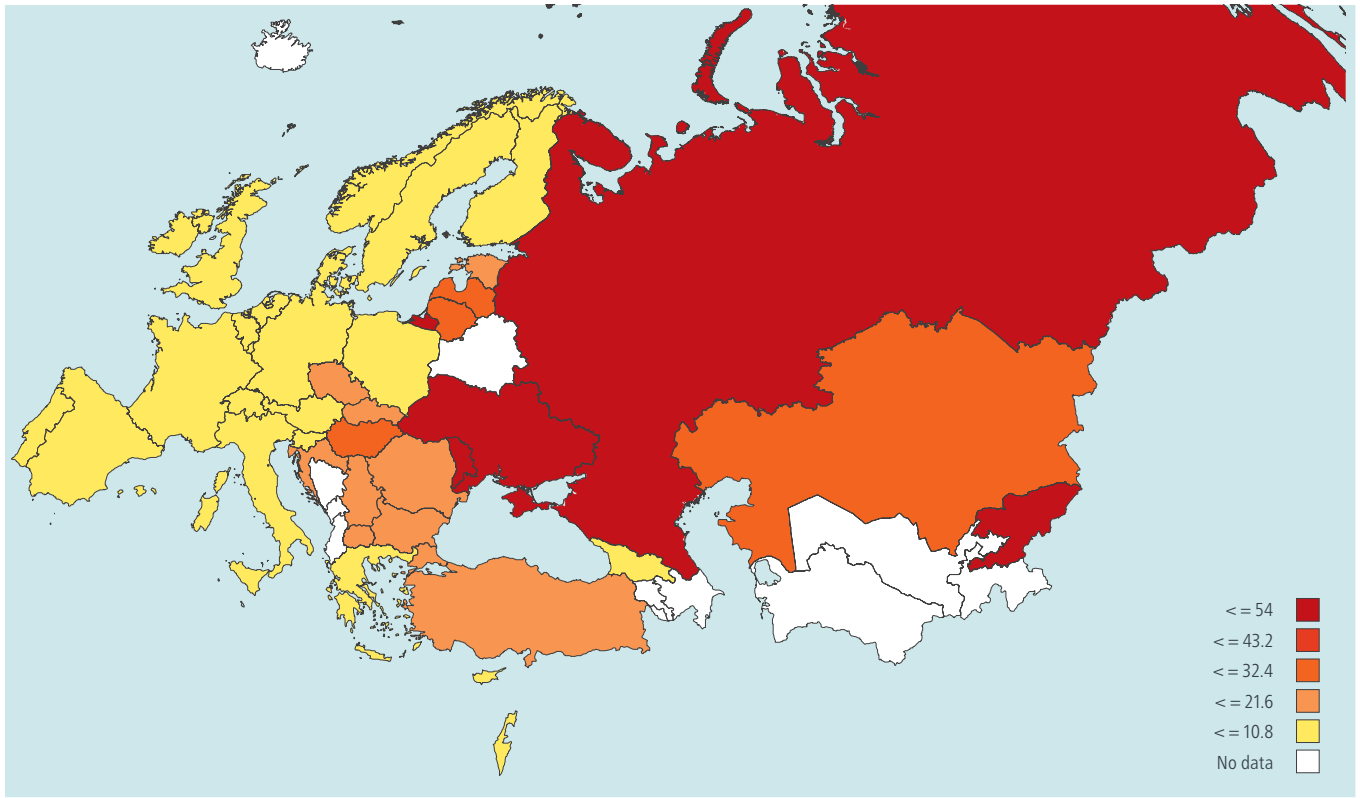 < = 54
< = 43.2
< = 32.4
< = 21.6
< = 10.8
No data